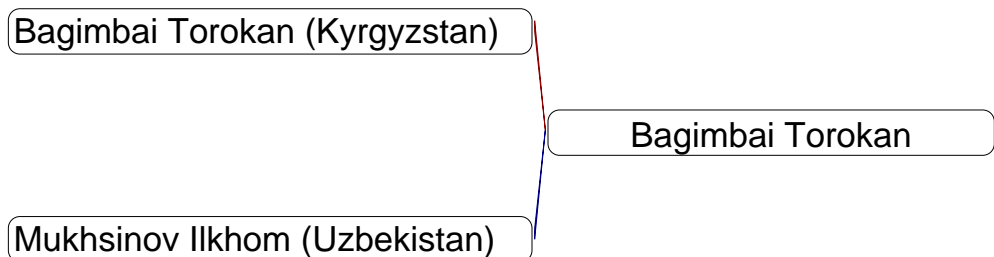 Bagimbai Torokan (Kyrgyzstan)
Bagimbai Torokan
Mukhsinov Ilkhom (Uzbekistan)